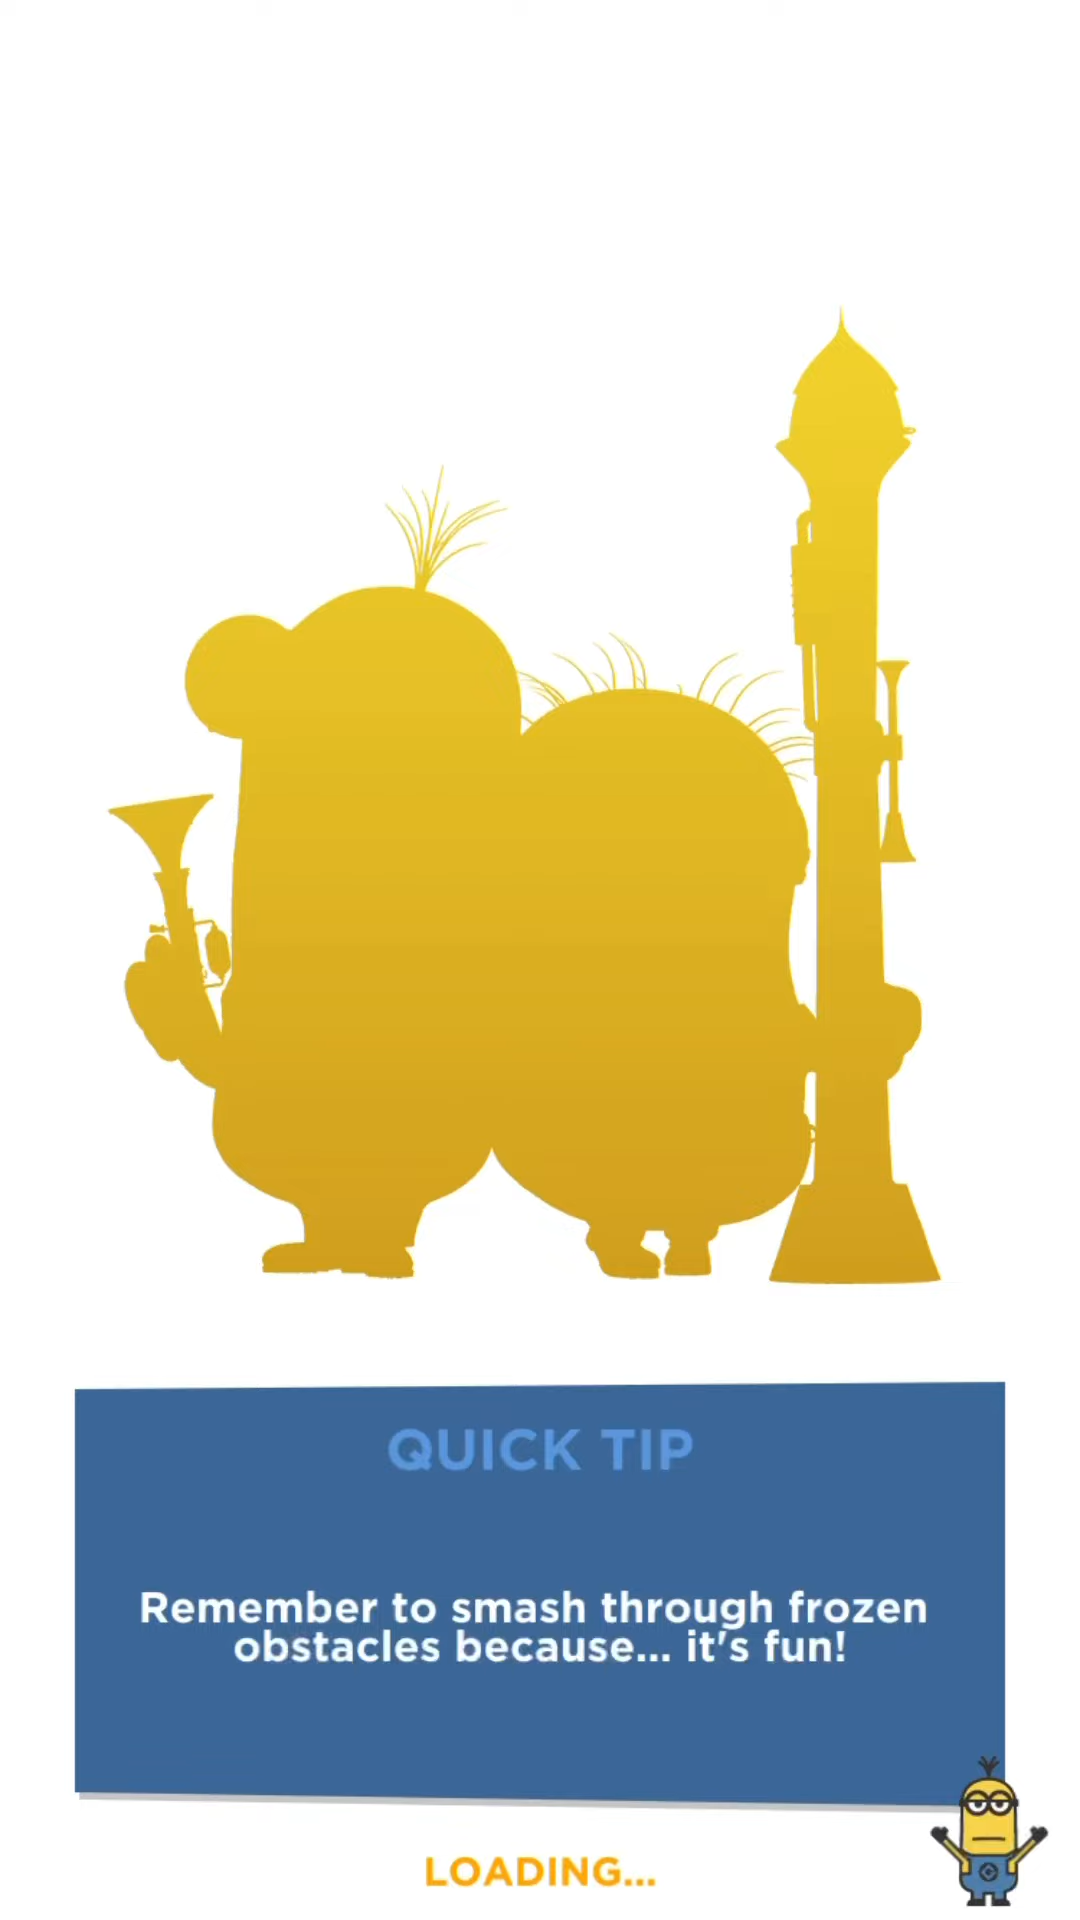 QUICK TIP
Remember to smash through frozen
obstacles because... it's fun!
LOADING...